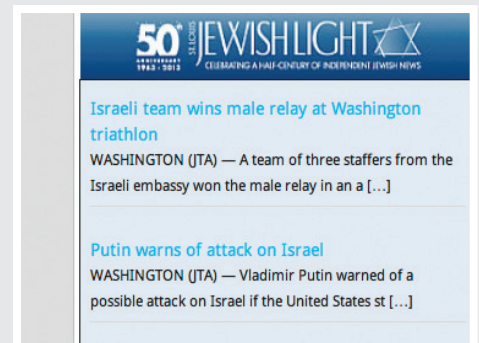 50TH
ANNIVERSARY
1963 - 2013
ST. LOUIS
JEWISH LIGHT
CELEBRATING A HALF-CENTURY OF INDEPENDENT JEWISH NEWS
Israeli team wins male relay at Washington
triathlon
WASHINGTON (JTA) — A team of three staffers from the
Israeli embassy won the male relay in an a […]
Putin warns of attack on Israel
WASHINGTON (JTA) — Vladimir Putin warned of a
possible attack on Israel if the United States st […]